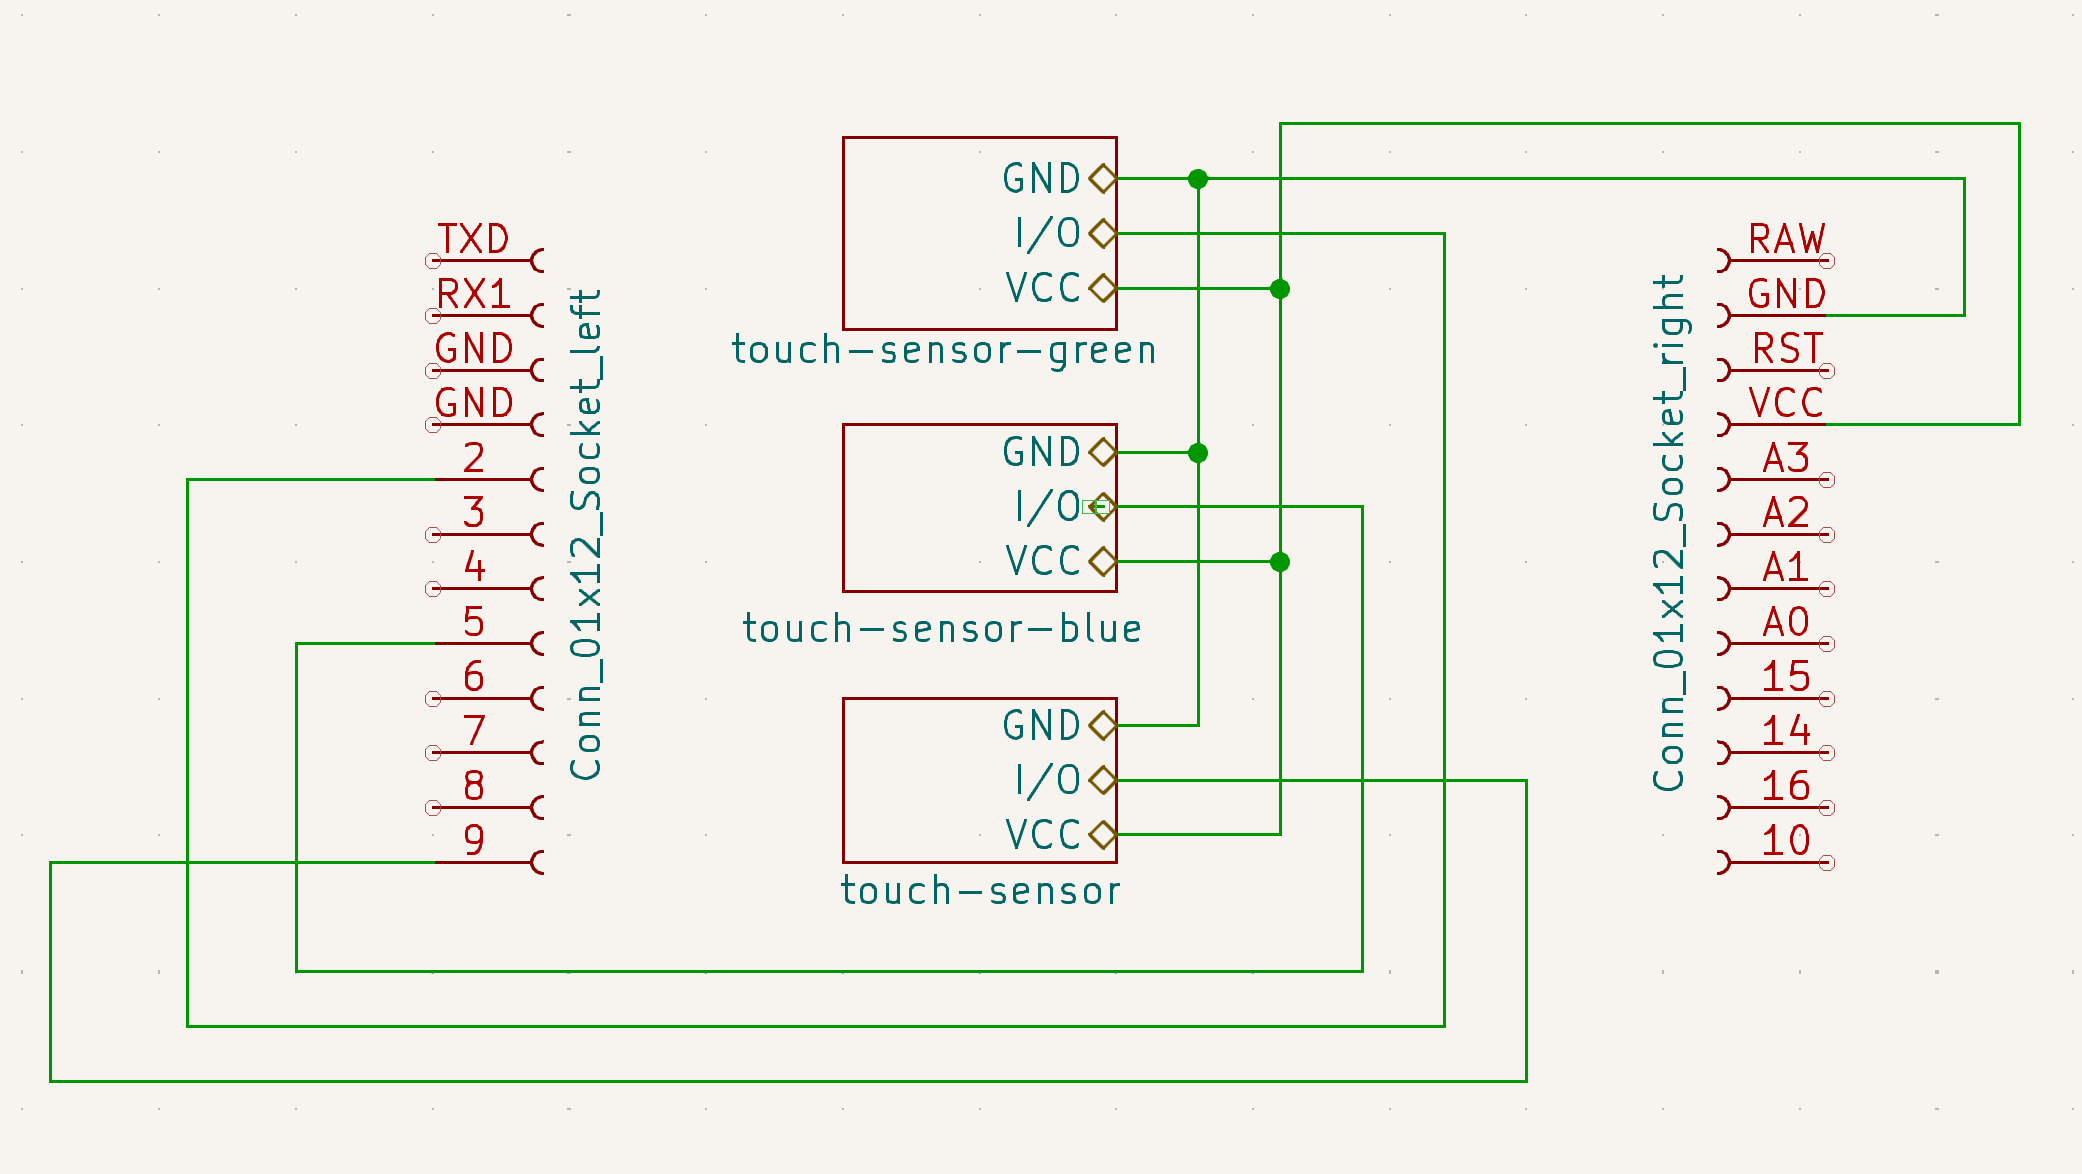 TXD
RX1
GND
GND
2
3
4
5
6
7
8
9
Conn_01x12_Socket_left
GND
I/O
VCC
touch-sensor-green
GND
I/O
VCC
touch-sensor-blue
GND
I/O
VCC
touch-sensor
Conn_01x12_Socket_right
RAW
GND
RST
VCC
A3
A2
A1
A0
15
14
16
10